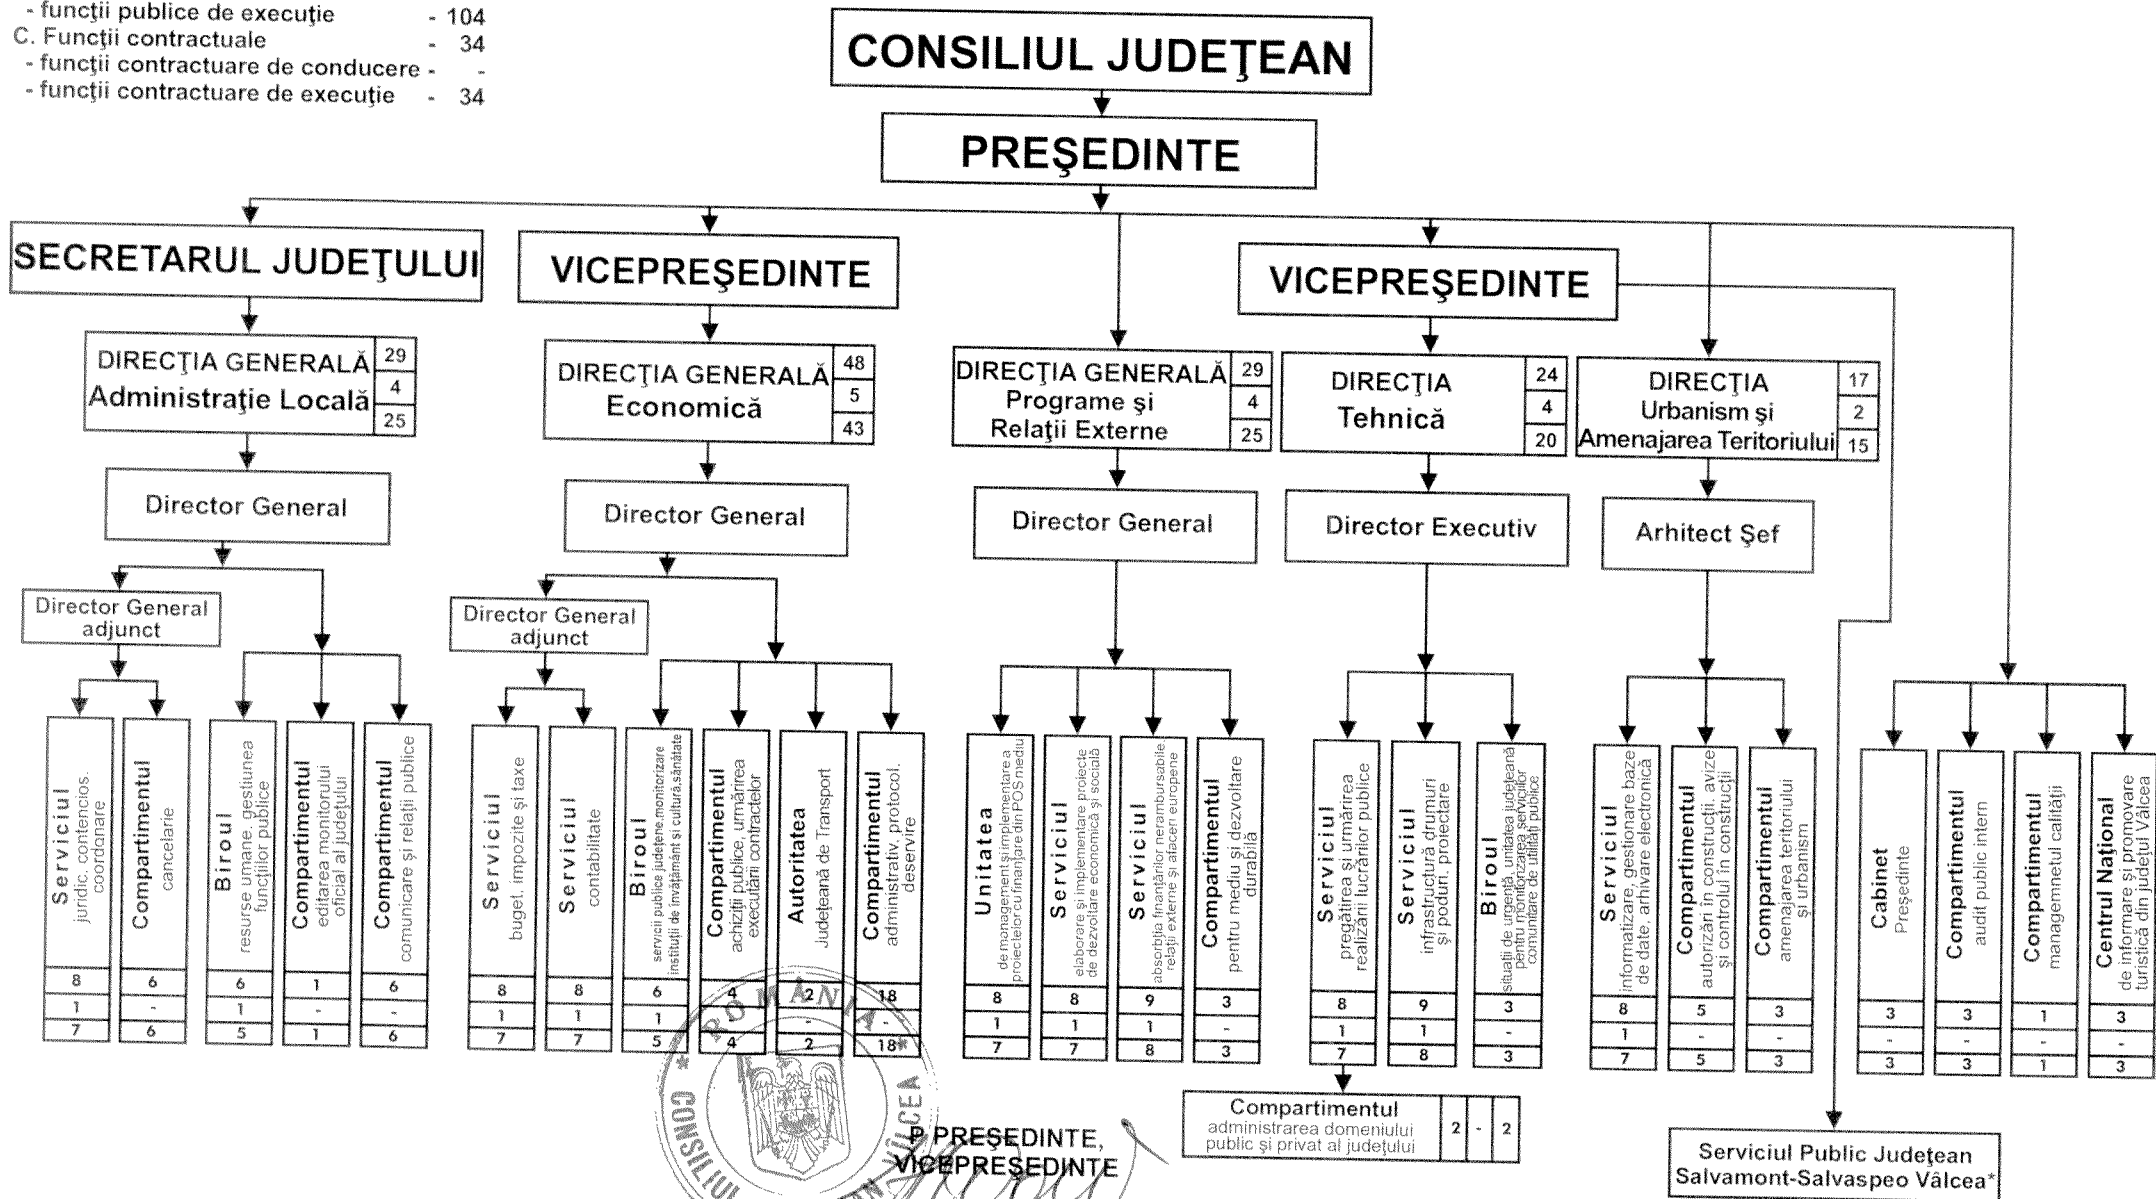 - funcţii publice de execuţie - 104
C. Funcţii contractuale - 34
- funcţii contractuare de conducere - -
- funcţii contractuare de execuţie - 34
CONSILIUL JUDEŢEAN
PREŞEDINTE
SECRETARUL JUDEŢULUI
VICEPREŞEDINTE
VICEPREŞEDINTE
DIRECŢIA GENERALĂ
Administraţie Locală
29
4
25
DIRECŢIA GENERALĂ
Economică
48
5
43
DIRECŢIA GENERALĂ
Programe şi
Relaţii Externe
29
4
25
DIRECŢIA
Tehnică
24
4
20
DIRECŢIA
Urbanism şi
Amenajarea Teritoriului
17
2
15
Director General
Director General
Director General
Director Executiv
Arhitect Şef
Director General
adjunct
Director General
adjunct
Serviciul
juridic. contencios.
coordonare
8
1
7
Compartimentul
cancelarie
6
-
6
Biroul
resurse umane. gestiunea
funcţiilor publice
6
1
5
Compartimentul
editarea monitorului
oficial al judeţului
1
-
1
Compartimentul
comunicare şi relaţii publice
6
-
6
Serviciul
buget. impozite şi taxe
8
1
7
Serviciul
contabilitate
8
1
7
Biroul
servicii publice judeţene,monitorizare
instituţii de învăţământ si cultură,sănătate
6
1
5
Compartimentul
achiziţii publice, urmărirea
executării contractelor
4
-
4
Autoritatea
Judeţeană de Transport
2
-
2
Compartimentul
administrativ, protocol.
deservire
18
-
18
Unitatea
de management şi implementare a
proiectelor cu finanţare din POS mediu
8
1
7
Serviciul
elaborare şi implementare proiecte
de dezvoltare economică şi socială
8
1
7
Serviciul
absorbţia finanţărilor nerambursabile
relaţii externe şi afaceri europene
9
1
8
Compartimentul
pentru mediu şi dezvoltare
durabilă
3
-
3
Serviciul
pregătirea şi urmărirea
realizării lucrărilor publice
8
1
7
Serviciul
infrastructură drumuri
şi poduri, proiectare
9
1
8
Biroul
situaţii de urgenţă, unitatea judeţeană
pentru monitorizarea serviciilor
comunitare de utilităţi publice
3
-
3
Serviciul
informatizare, gestionare baze
de date, arhivare electronică
8
1
7
Compartimentul
autorizări în construcţii, avize
şi controlul în construcţii
5
-
5
Compartimentul
amenajarea teritoriului
şi urbanism
3
-
3
Cabinet
Preşedinte
3
-
3
Compartimentul
audit public intern
3
-
3
Compartimentul
managemnetul calităţii
1
-
1
Centrul Naţional
de informare şi promovare
turistică din judeţul Vâlcea
3
-
3
Compartimentul
administrarea domeniului
public şi privat al judeţului
2 - 2
Serviciul Public Judeţean
Salvamont-Salvaspeo Vâlcea*
* ROMÂNIA *
CONSILIUL
VÎLCEA
P PREŞEDINTE,
VICEPREŞEDINTE